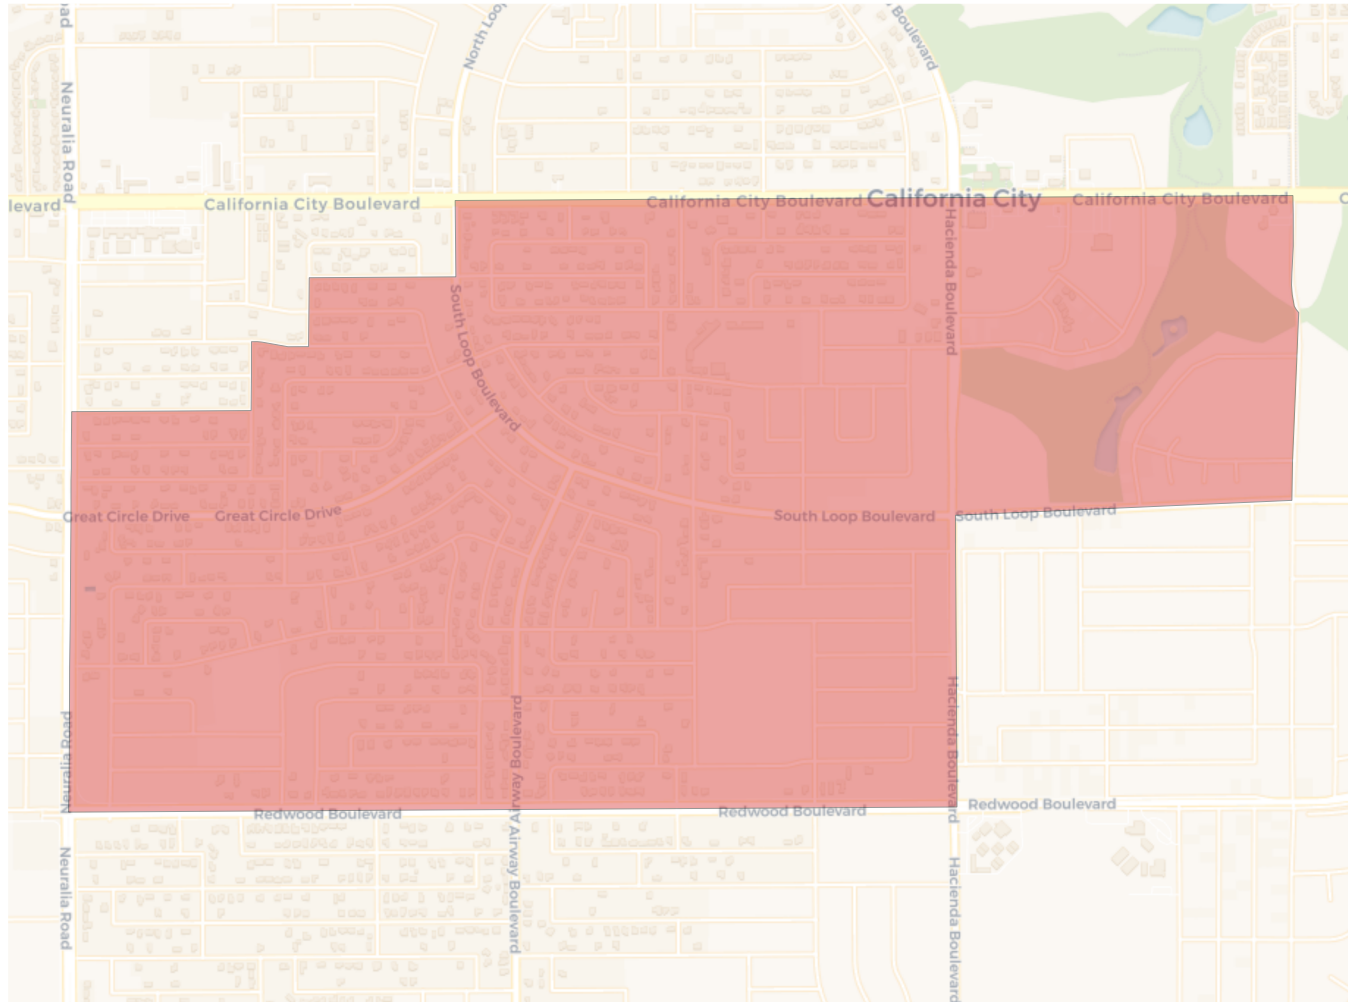 oad
North Loo
Boulevard
Neuralia Road
levard
California City Boulevard
California City Boulevard
California City
California City Boulevard
C
Hacienda Boulevard
South Loop Boulevard
Great Circle Drive
Great Circle Drive
South Loop Boulevard
South Loop Boulevard
Neuralia Road
Airway Boulevard
Hacienda Boulevard
Redwood Boulevard
Redwood Boulevard
Redwood Boulevard
Neuralia Road
Airway Boulevard
Hacienda Boulevard